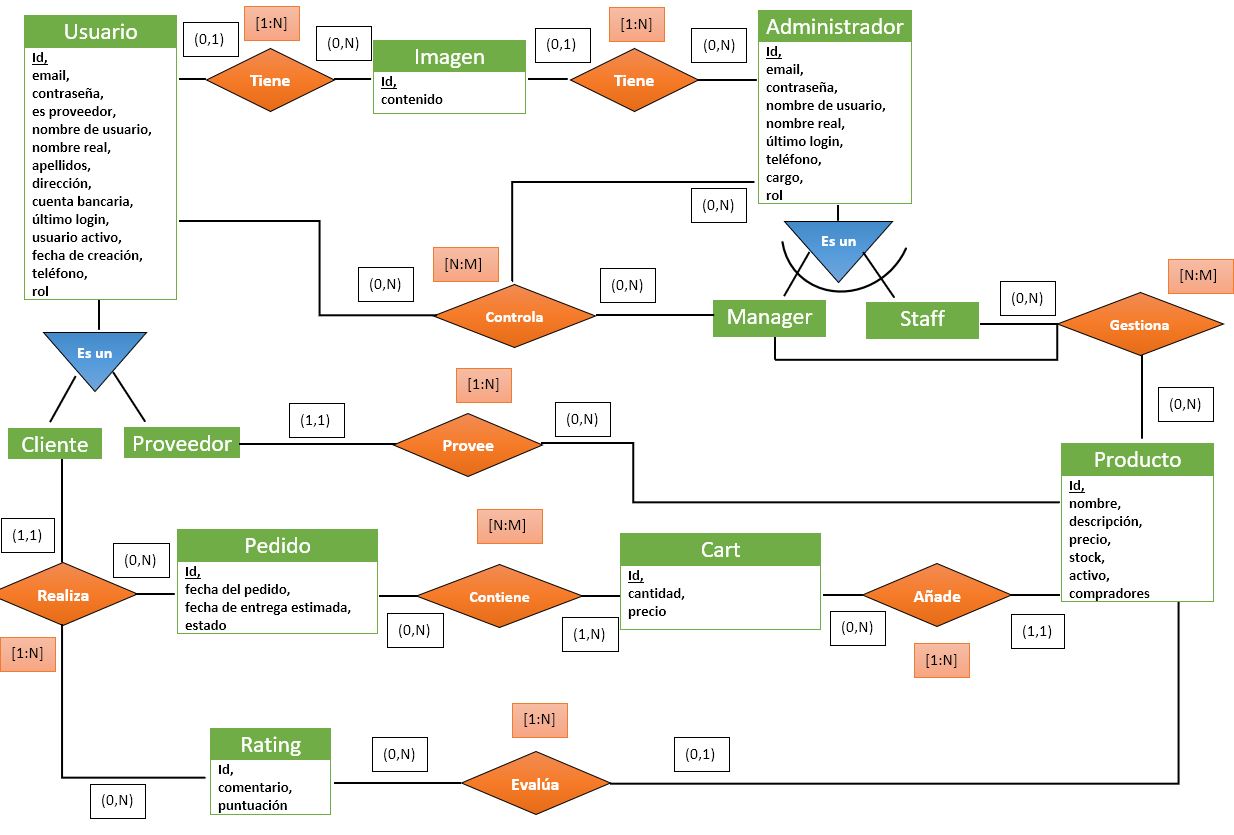 Usuario
Id,
email,
contraseña,
es proveedor,
nombre de usuario,
nombre real,
apellidos,
dirección,
cuenta bancaria,
último login,
usuario activo,
fecha de creación,
teléfono,
rol
(0,1)
[1:N]
Tiene
(0,N)
Imagen
Id,
contenido
(0,1)
[1:N]
Tiene
(0,N)
Administrador
Id,
email,
contraseña,
nombre de usuario,
nombre real,
último login,
teléfono,
cargo,
rol
(0,N)
Es un
[N:M]
(0,N)
Controla
(0,N)
Manager
Staff
(0,N)
[N:M]
Gestiona
(0,N)
Es un
Cliente
Proveedor
(1,1)
[1:N]
Provee
(0,N)
Producto
Id,
nombre,
descripción,
precio,
stock,
activo,
compradores
(1,1)
(0,N)
Realiza
[1:N]
Pedido
Id,
fecha del pedido,
fecha de entrega estimada,
estado
[N:M]
Contiene
(0,N)
(1,N)
Cart
Id,
cantidad,
precio
Añade
(0,N)
(1,1)
[1:N]
(0,N)
Rating
Id,
comentario,
puntuación
(0,N)
[1:N]
Evalúa
(0,1)